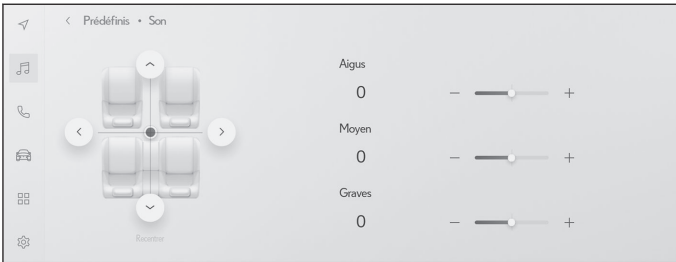 Prédéfinis • Son
Aigus
0
Moyen
0
Graves
0
Recentrer